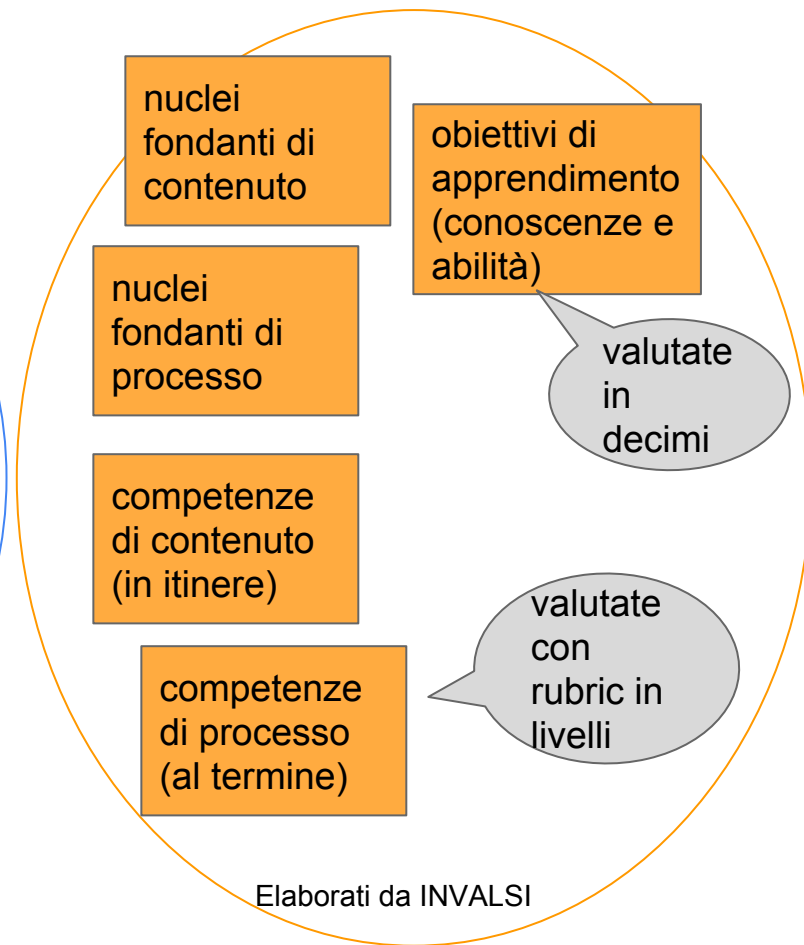 nuclei
fondanti di
contenuto
obiettivi di
apprendimento
(conoscenze e
abilità)
nuclei
fondanti di
processo
valutate
in
decimi
competenze
di contenuto
(in itinere)
valutate
con
rubric in
livelli
competenze
di processo
(al termine)
Elaborati da INVALSI